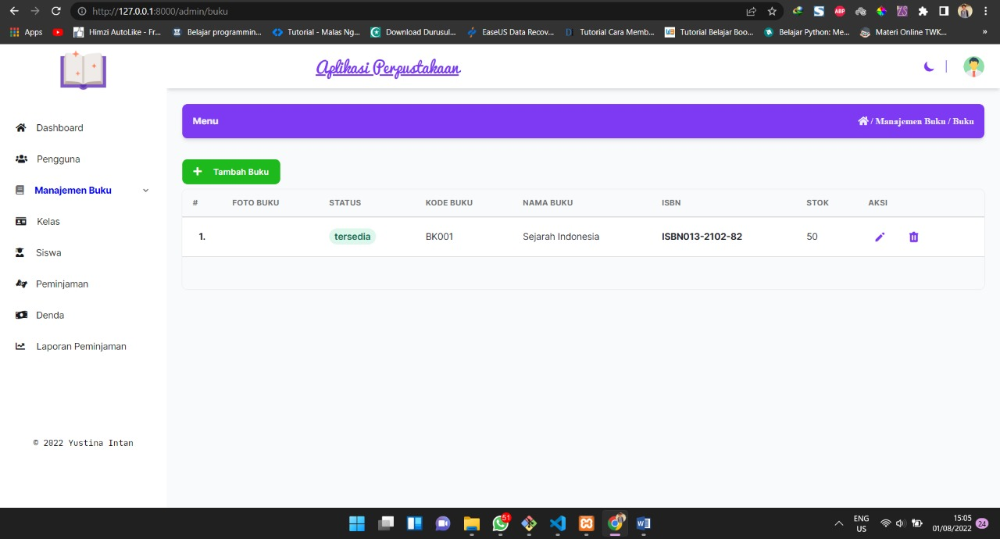 http://127.0.0.1:8000/admin/buku
ABP
Apps
Himzi AutoLike - Fr...
Belajar programmin...
Tutorial - Malas Ng...
Download Durusul...
EaseUS Data Recov...
Tutorial Cara Memb...
Tutorial Belajar Boo...
Belajar Python: Me...
Materi Online TWK...
»
Aplikasi Perpustakaan
Dashboard
Pengguna
Manajemen Buku
Kelas
Siswa
Peminjaman
Denda
Laporan Peminjaman
© 2022 Yustina Intan
Menu
/ Manajemen Buku / Buku
+ Tambah Buku
# FOTO BUKU STATUS KODE BUKU NAMA BUKU ISBN STOK AKSI
1. tersedia BK001 Sejarah Indonesia ISBN013-2102-82 50
51
ENG
US
15:05
01/08/2022
24